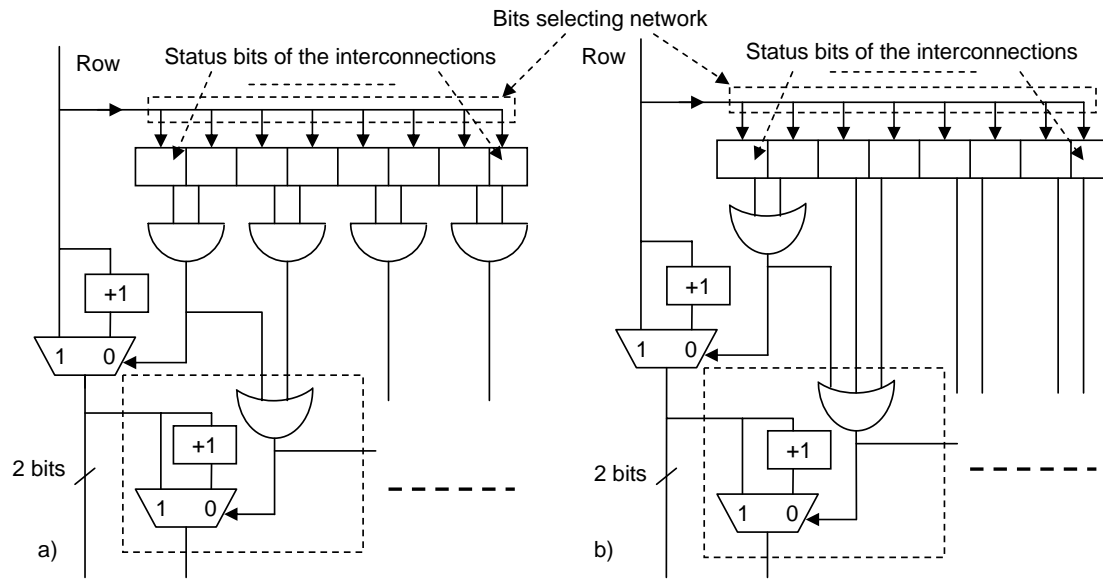 Bits selecting network
Row
Status bits of the interconnections
Row
Status bits of the interconnections
+1
+1
1 0
1 0
+1
+1
2 bits
2 bits
1 0
1 0
a)
b)